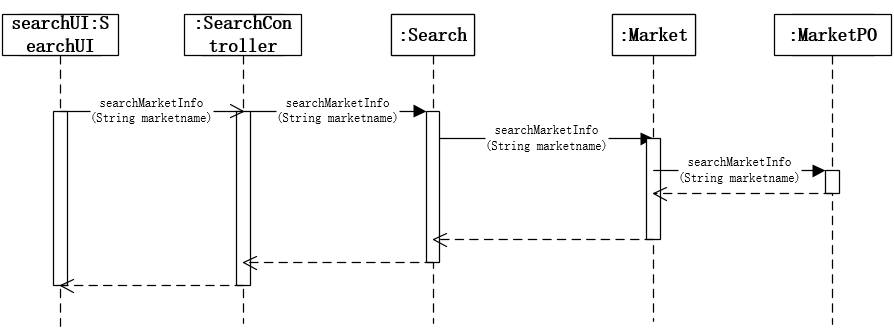 searchUI:S
earchUI
:SearchCon
troller
:Search
:Market
:MarketPO
searchMarketInfo
(String marketname)
searchMarketInfo
(String marketname)
searchMarketInfo
(String marketname)
searchMarketInfo
(String marketname)